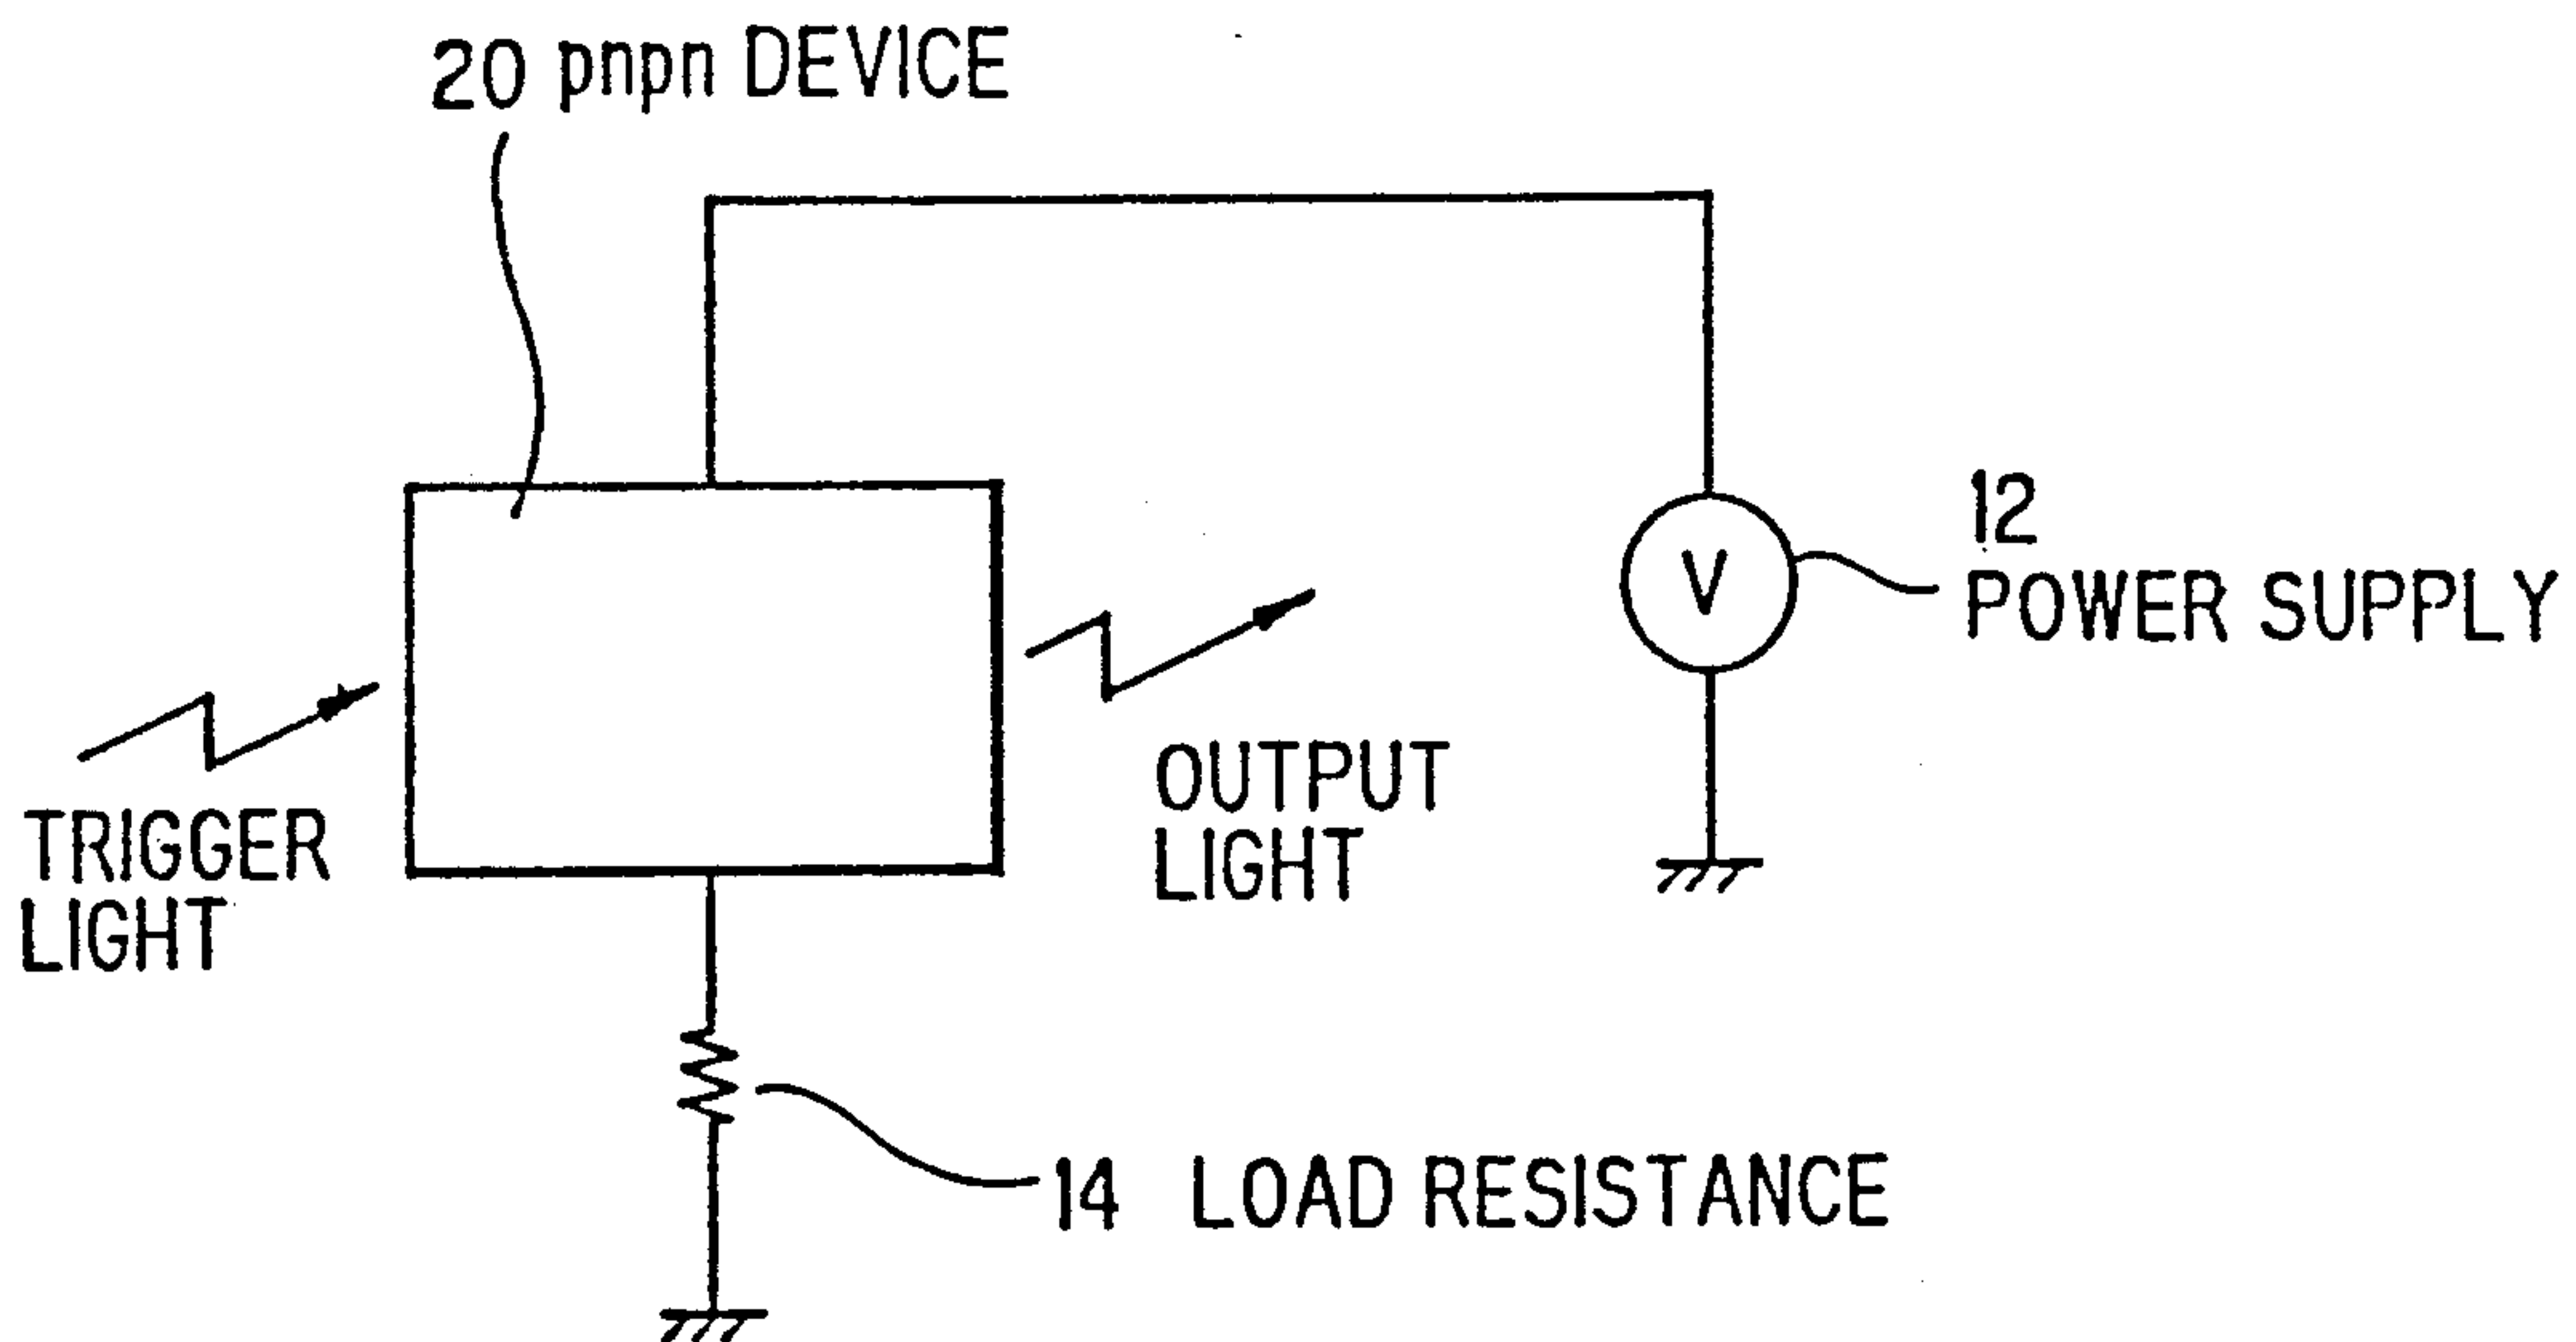 20 pnpn DEVICE
12
POWER SUPPLY
V
OUTPUT
LIGHT
TRIGGER
LIGHT
14 LOAD RESISTANCE